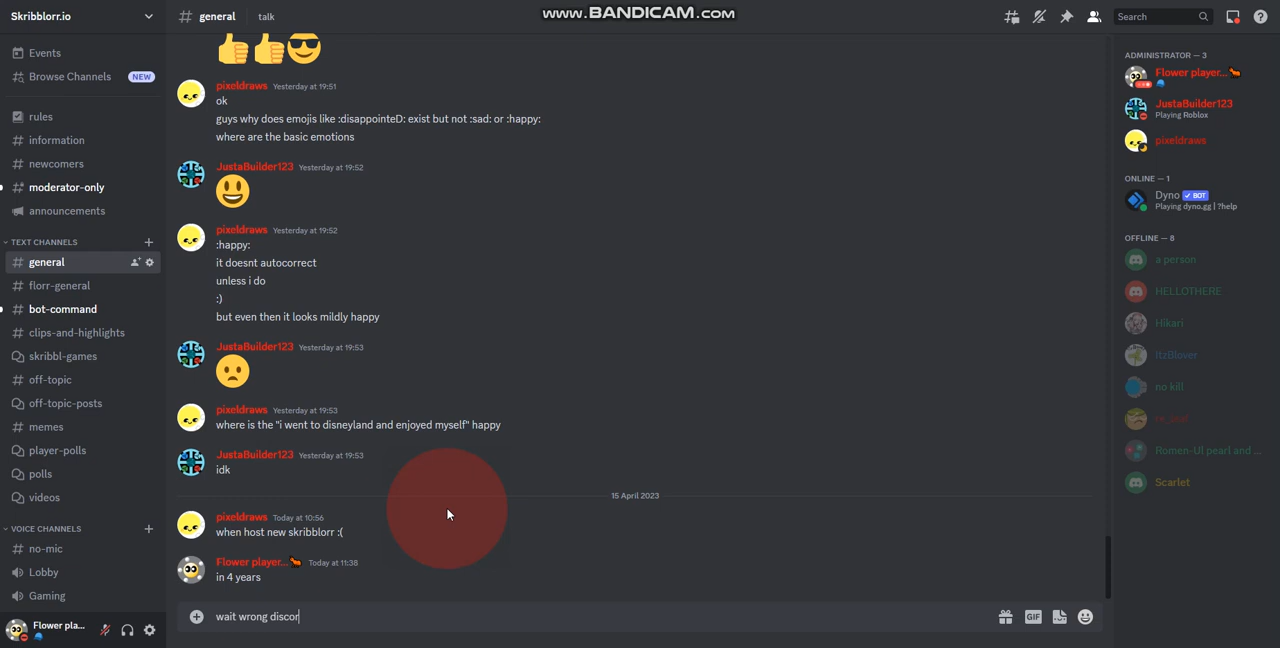 www.BANDICAM.com
Skribblorr.io
# general
talk
Search
Events
Browse Channels
NEW
rules
# information
# newcomers
# moderator-only
announcements
TEXT CHANNELS
# general
# florr-general
# bot-command
# clips-and-highlights
skribbl-games
# off-topic
off-topic-posts
# memes
player-polls
polls
videos
VOICE CHANNELS
# no-mic
Lobby
Gaming
Flower pla...
pixeldraws Yesterday at 19:51
ok
guys why does emojis like :disappointeD: exist but not :sad: or :happy:
where are the basic emotions
JustaBuilder123 Yesterday at 19:52
pixeldraws Yesterday at 19:52
:happy:
it doesnt autocorrect
unless i do
:)
but even then it looks mildly happy
JustaBuilder123 Yesterday at 19:53
pixeldraws Yesterday at 19:53
where is the "i went to disneyland and enjoyed myself" happy
JustaBuilder123 Yesterday at 19:53
idk
15 April 2023
pixeldraws Today at 10:56
when host new skribblorr :(
Flower player... Today at 11:38
in 4 years
wait wrong discor
GIF
ADMINISTRATOR — 3
Flower player...
JustaBuilder123
Playing Roblox
pixeldraws
ONLINE — 1
Dyno ✓ BOT
Playing dyno.gg | ?help
OFFLINE — 8
a person
HELLOTHERE
Hikari
ItzBlover
no kill
Romen-UI pearl and ...
Scarlet